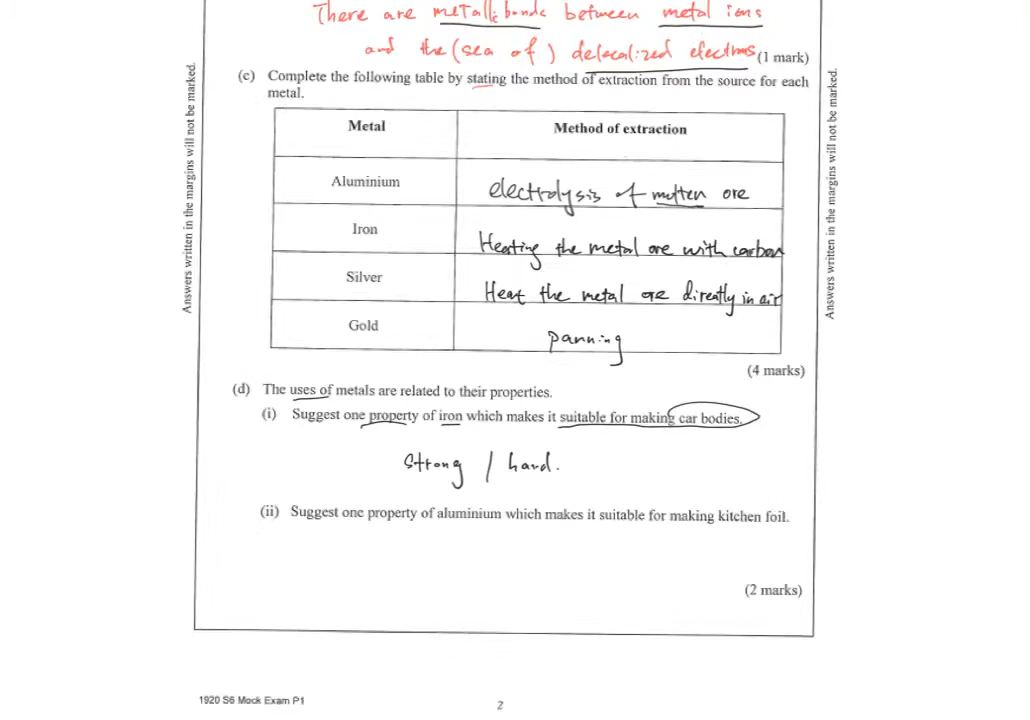 There are metallic bonds between metal ions
and the (sea of) delocalized electrons (1 mark)
(c) Complete the following table by stating the method of extraction from the source for each
metal.
Metal Method of extraction
Aluminium electrolysis of molten ore
Iron Heating the metal ore with carbon
Silver Heat the metal ore directly in air
Gold panning
(4 marks)
(d) The uses of metals are related to their properties.
(i) Suggest one property of iron which makes it suitable for making car bodies.
Strong / hard.
(ii) Suggest one property of aluminium which makes it suitable for making kitchen foil.
(2 marks)
Answers written in the margins will not be marked.
Answers written in the margins will not be marked.
1920 S6 Mock Exam P1
2